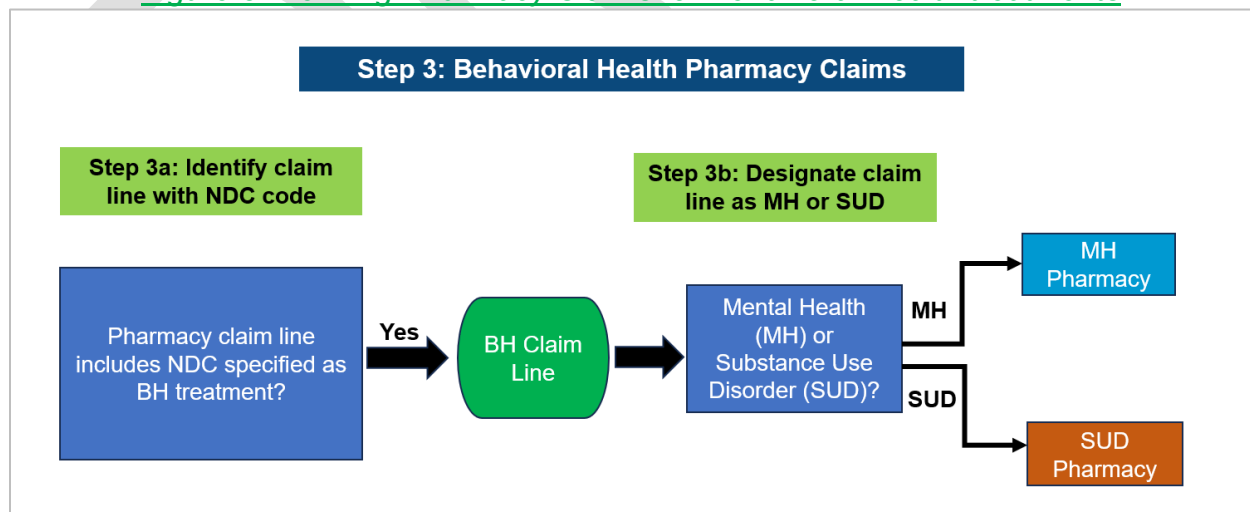 Step 3: Behavioral Health Pharmacy Claims
Step 3a: Identify claim
line with NDC code
Step 3b: Designate claim
line as MH or SUD
Pharmacy claim line
includes NDC specified as
BH treatment?
Yes
BH Claim
Line
Mental Health
(MH) or
Substance Use
Disorder (SUD)?
MH
MH
Pharmacy
SUD
SUD
Pharmacy